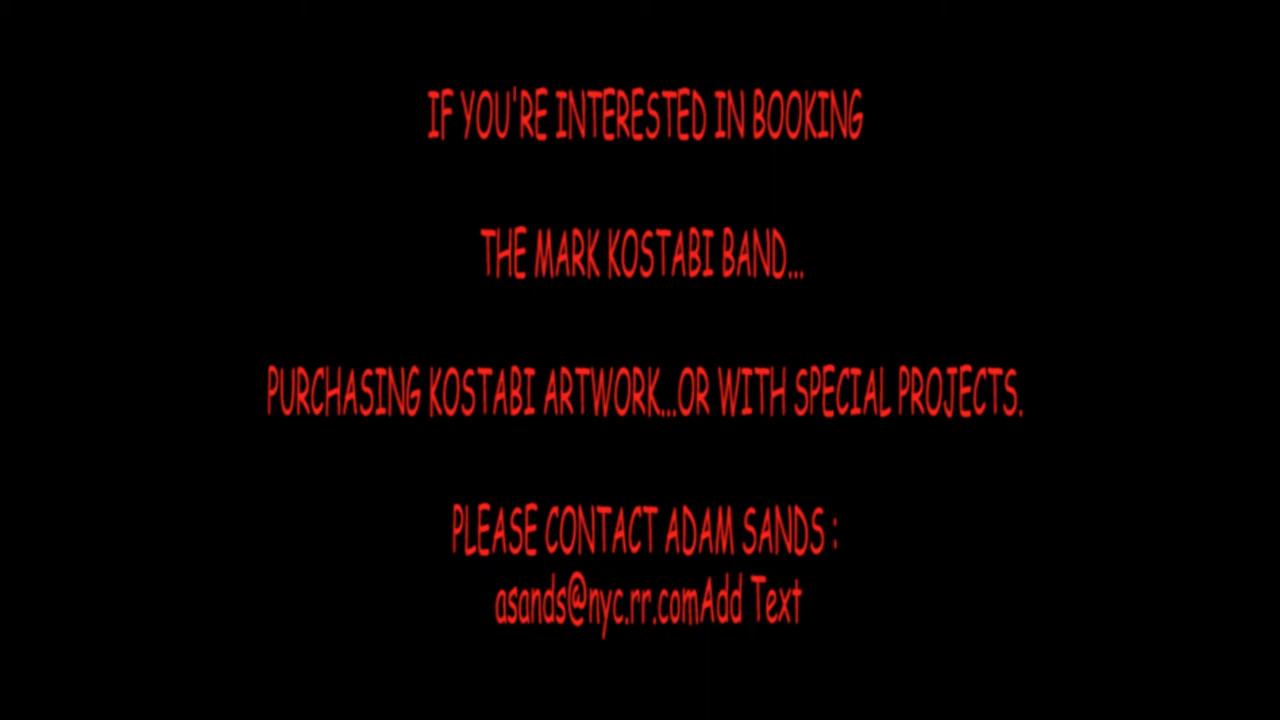 IF YOU'RE INTERESTED IN BOOKING
THE MARK KOSTABI BAND...
PURCHASING KOSTABI ARTWORK...OR WITH SPECIAL PROJECTS.
PLEASE CONTACT ADAM SANDS :
asands@nyc.rr.comAdd Text